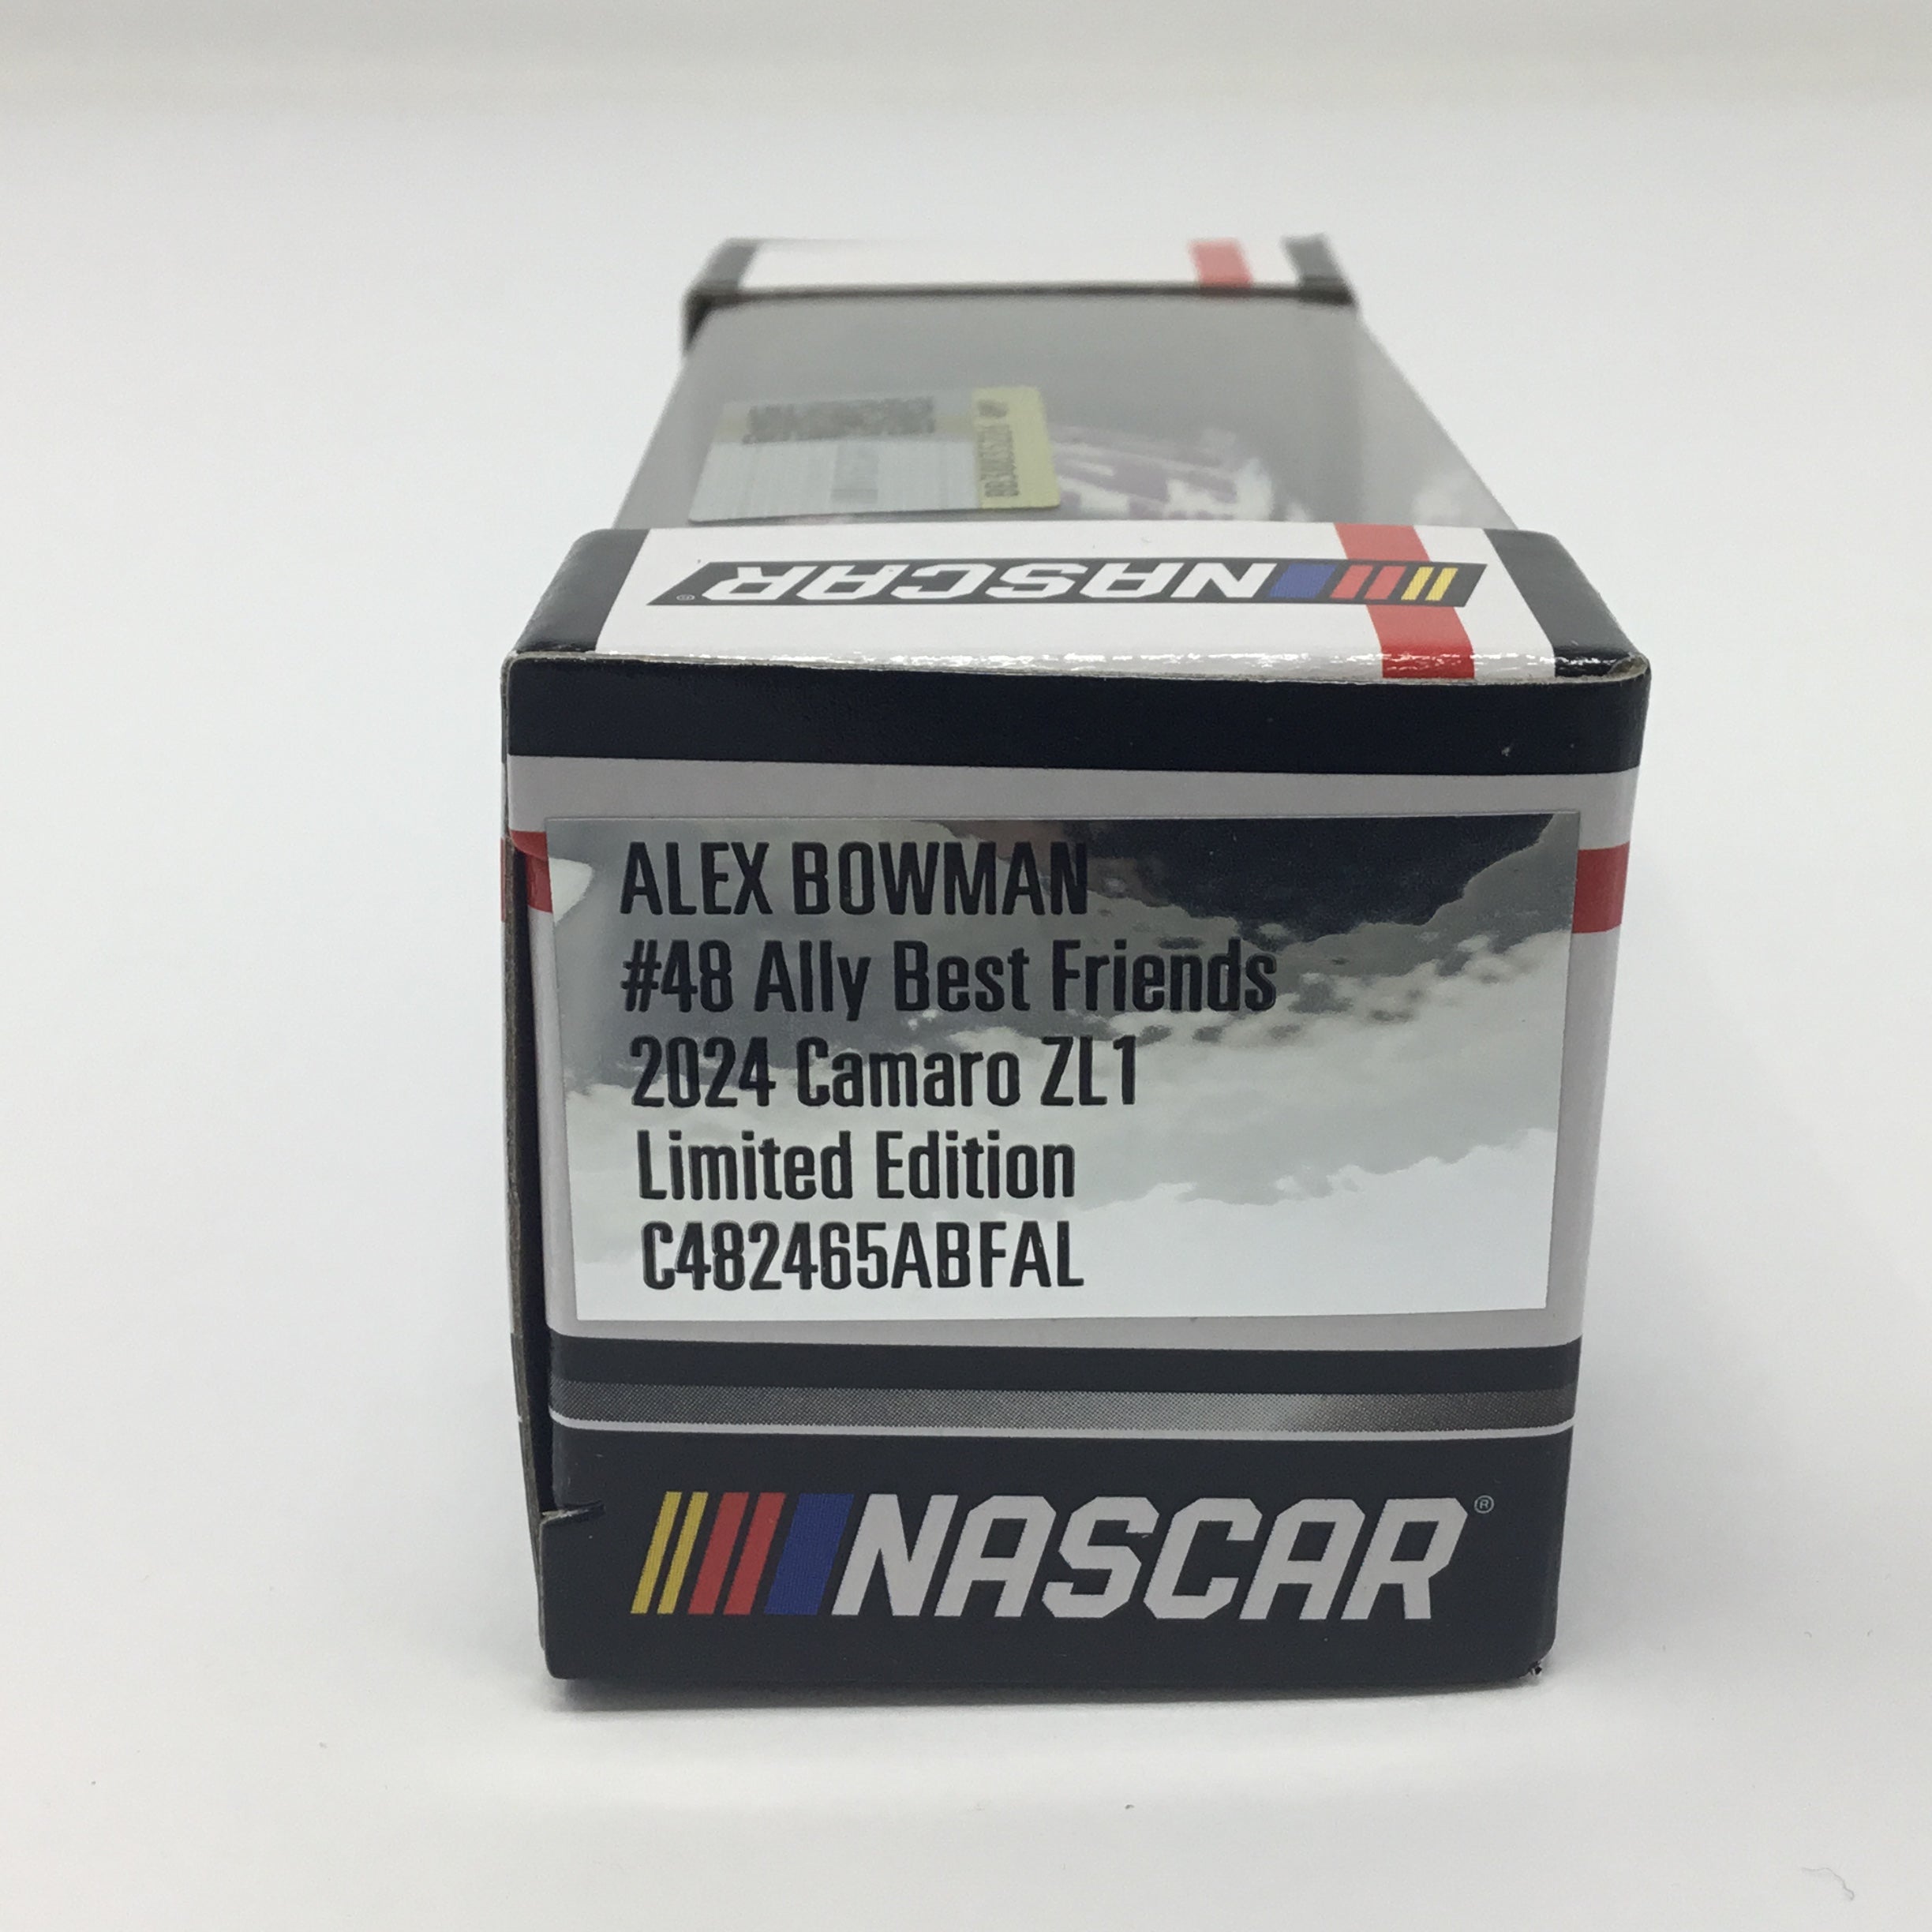 NASCAR
ALEX BOWMAN
#48 Ally Best Friends
2024 Camaro ZL1
Limited Edition
C482465ABFAL
NASCAR®